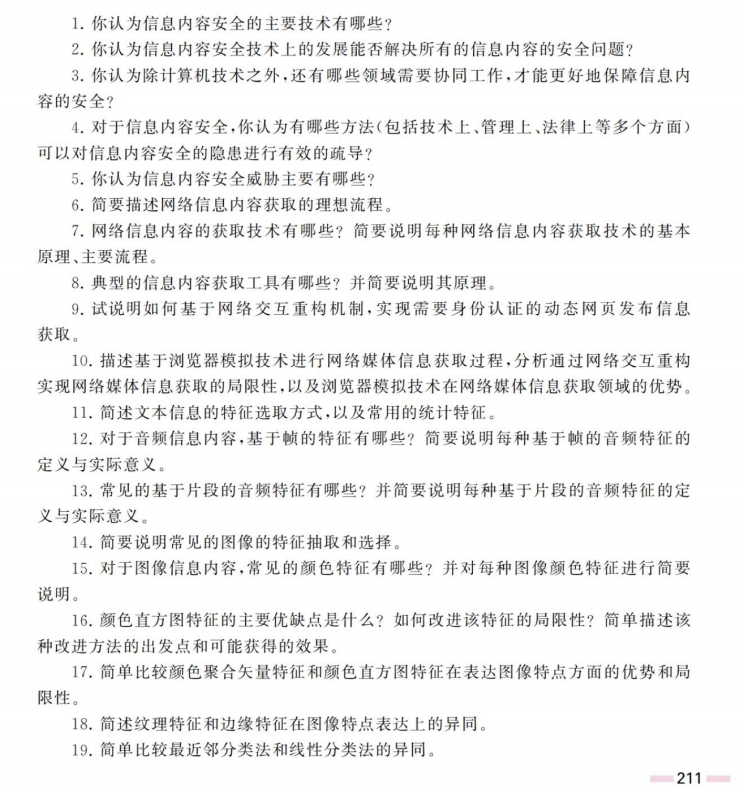 1. 你认为信息内容安全的主要技术有哪些?
2. 你认为信息内容安全技术上的发展能否解决所有的信息内容的安全问题?
3. 你认为除计算机技术之外,还有哪些领域需要协同工作,才能更好地保障信息内
容的安全?
4. 对于信息内容安全,你认为有哪些方法(包括技术上、管理上、法律上等多个方面)
可以对信息内容安全的隐患进行有效的疏导?
5. 你认为信息内容安全威胁主要有哪些?
6. 简要描述网络信息内容获取的理想流程。
7. 网络信息内容的获取技术有哪些? 简要说明每种网络信息内容获取技术的基本
原理、主要流程。
8. 典型的信息内容获取工具有哪些? 并简要说明其原理。
9. 试说明如何基于网络交互重构机制,实现需要身份认证的动态网页发布信息
获取。
10. 描述基于浏览器模拟技术进行网络媒体信息获取过程,分析通过网络交互重构
实现网络媒体信息获取的局限性,以及浏览器模拟技术在网络媒体信息获取领域的优势。
11. 简述文本信息的特征选取方式,以及常用的统计特征。
12. 对于音频信息内容,基于帧的特征有哪些? 简要说明每种基于帧的音频特征的
定义与实际意义。
13. 常见的基于片段的音频特征有哪些? 并简要说明每种基于片段的音频特征的定
义与实际意义。
14. 简要说明常见的图像的特征抽取和选择。
15. 对于图像信息内容,常见的颜色特征有哪些? 并对每种图像颜色特征进行简要
说明。
16. 颜色直方图特征的主要优缺点是什么? 如何改进该特征的局限性? 简单描述该
种改进方法的出发点和可能获得的效果。
17. 简单比较颜色聚合矢量特征和颜色直方图特征在表达图像特点方面的优势和局
限性。
18. 简述纹理特征和边缘特征在图像特点表达上的异同。
19. 简单比较最近邻分类法和线性分类法的异同。
211